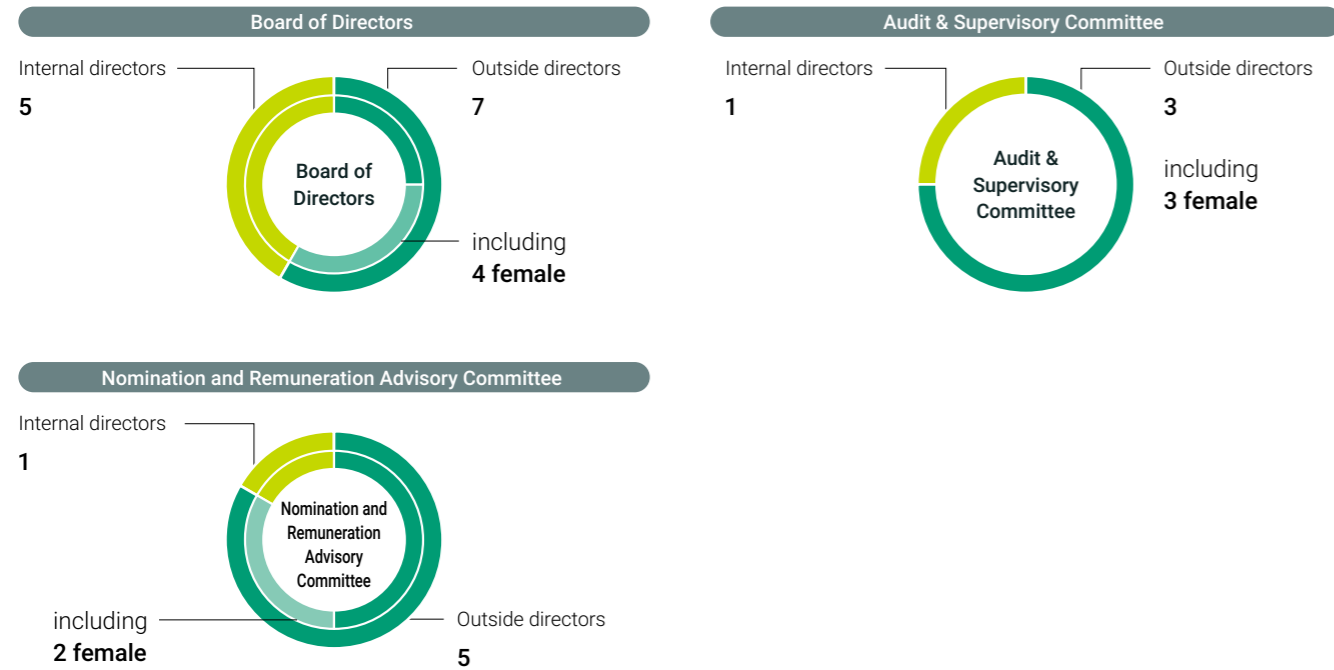 Board of Directors
Internal directors
5
Outside directors
7
Board of
Directors
including
4 female
Audit & Supervisory Committee
Internal directors
1
Outside directors
3
Audit &
Supervisory
Committee
including
3 female
Nomination and Remuneration Advisory Committee
Internal directors
1
Nomination and
Remuneration
Advisory
Committee
including
2 female
Outside directors
5